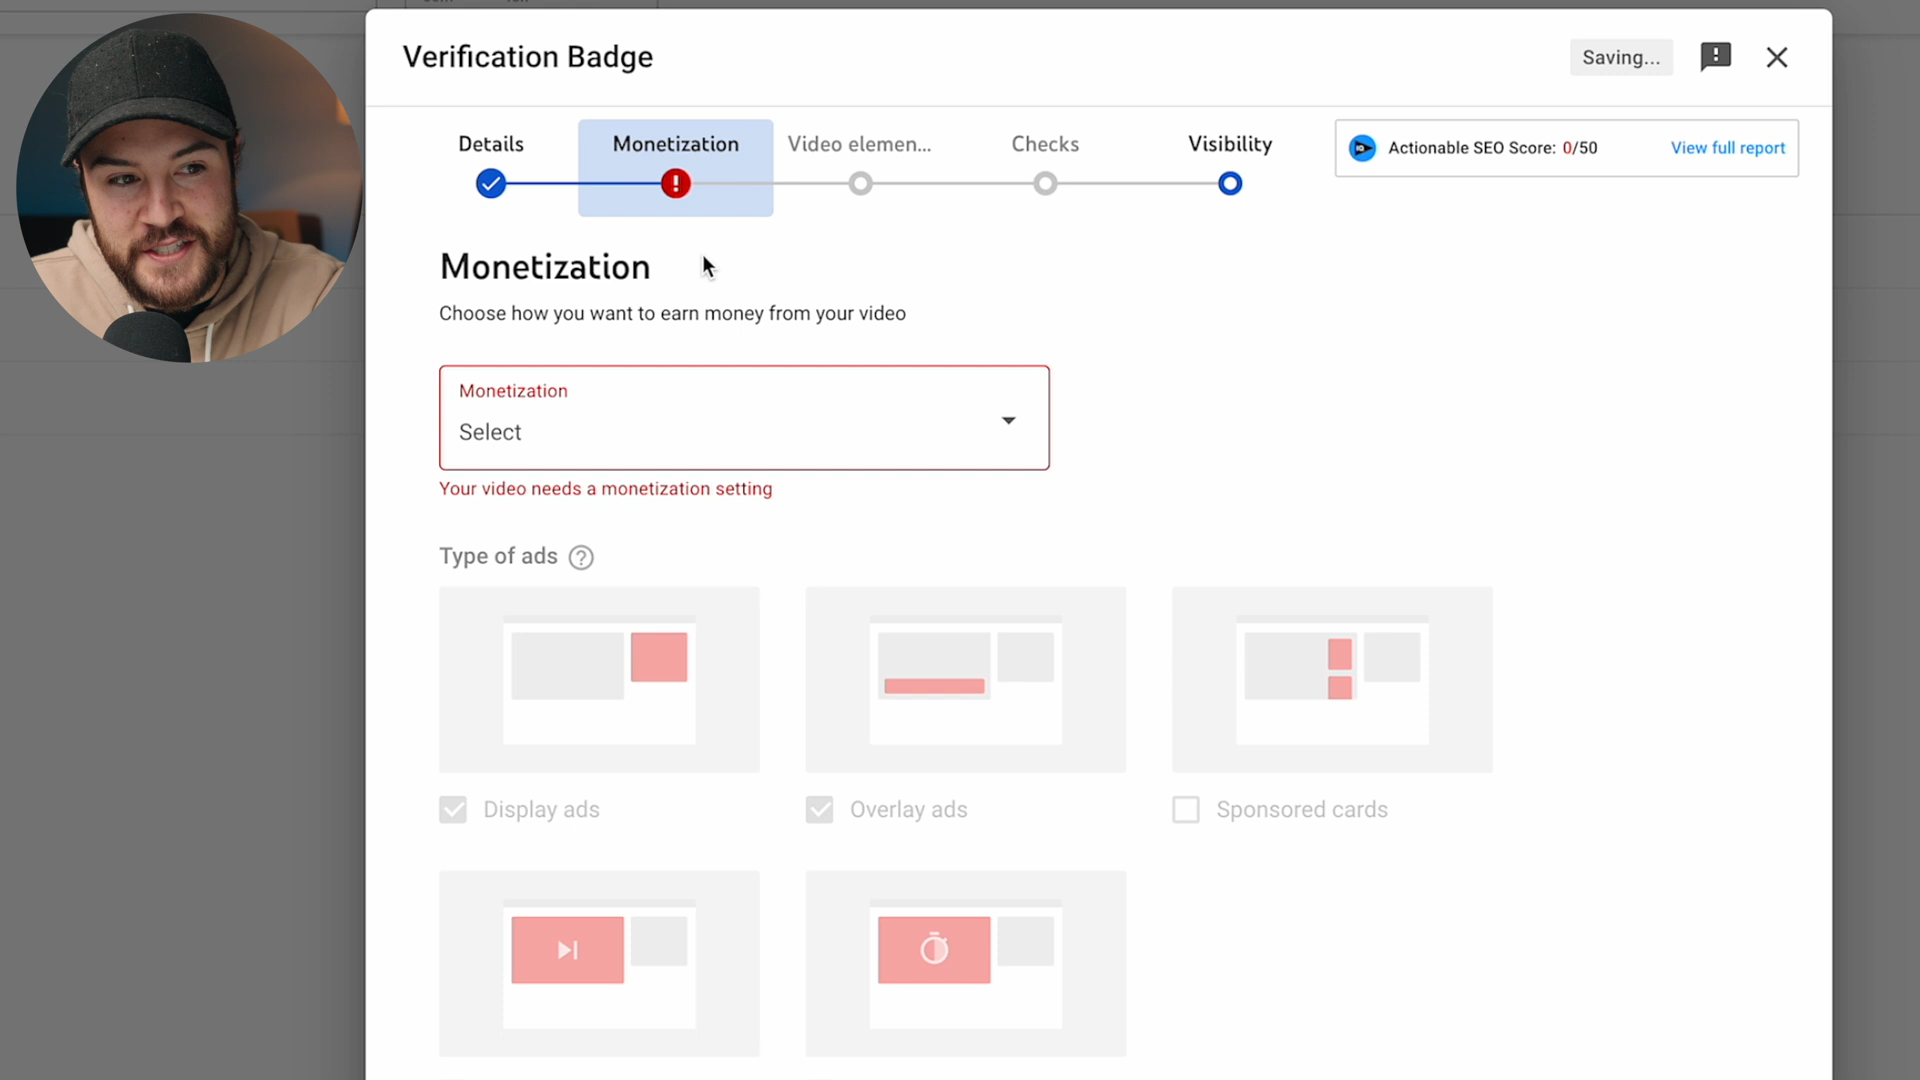 Verification Badge
Saving...
Details
Monetization
Video elemen...
Checks
Visibility
Actionable SEO Score: 0/50
View full report
Monetization
Choose how you want to earn money from your video
Monetization
Select
Your video needs a monetization setting
Type of ads
Display ads
Overlay ads
Sponsored cards